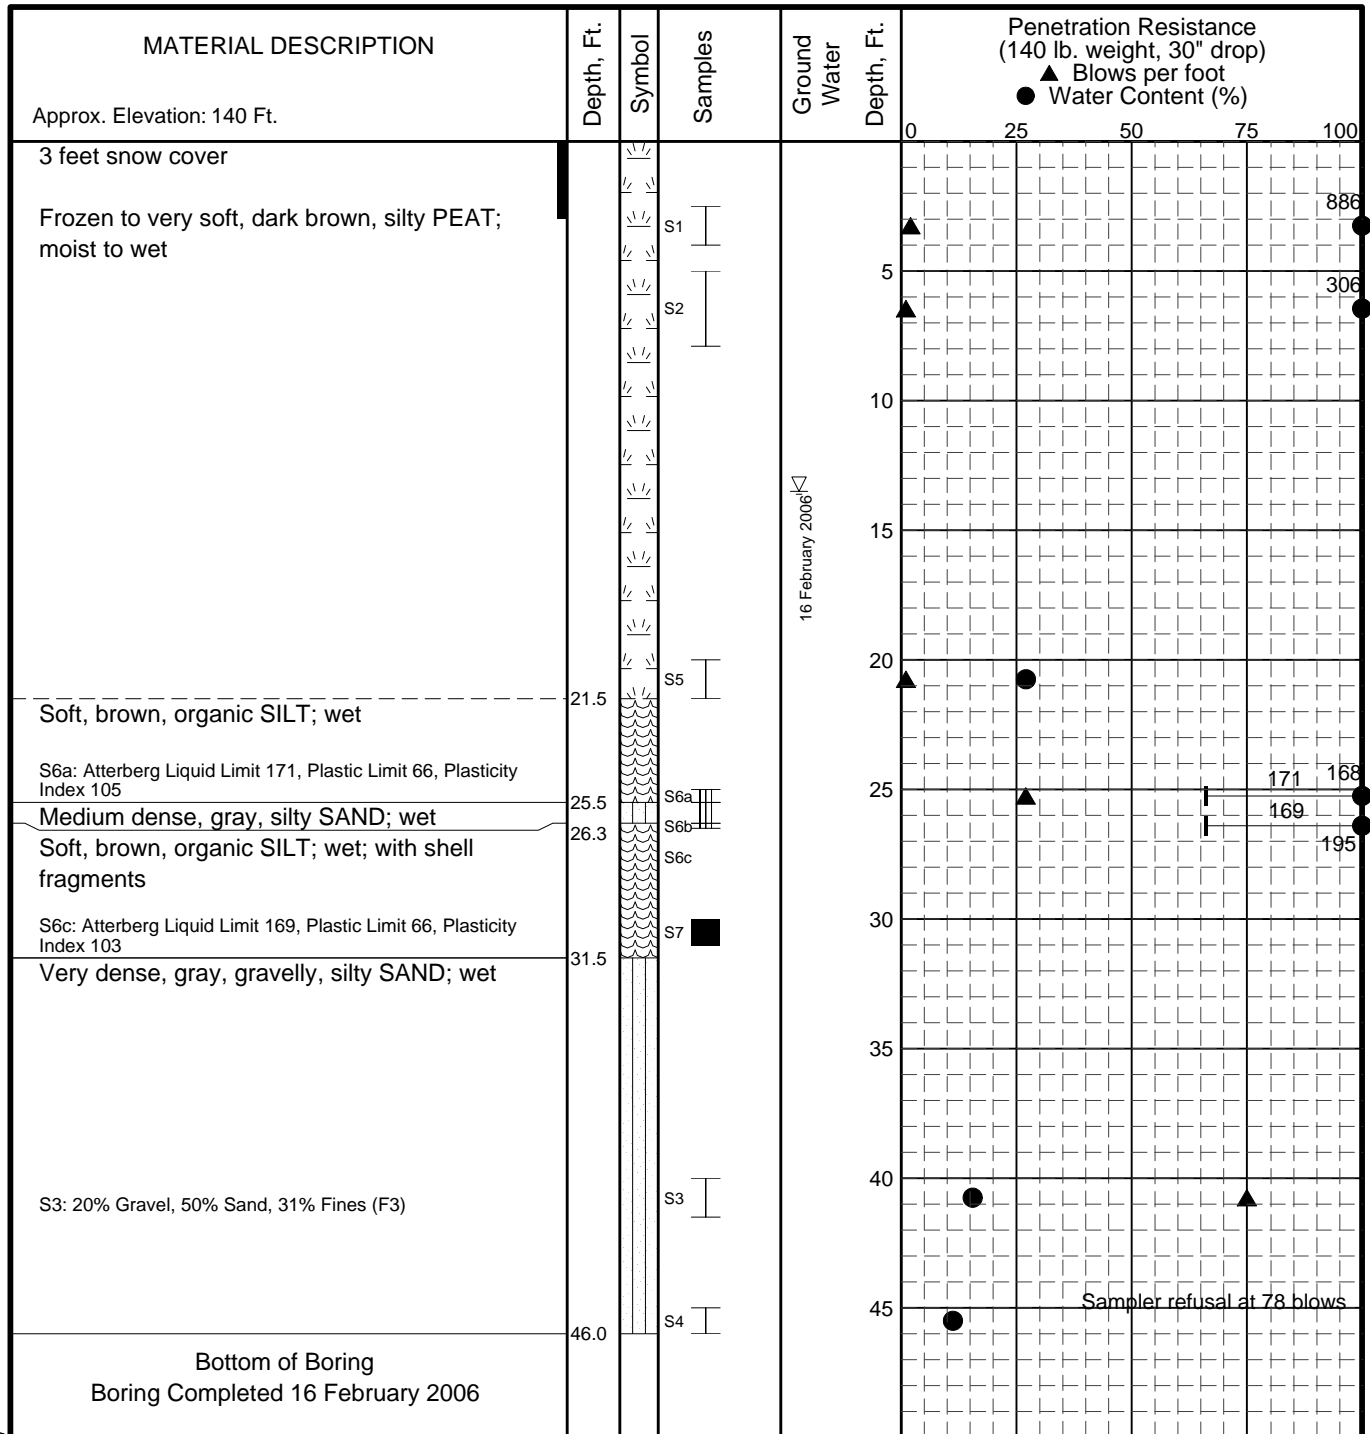 MATERIAL DESCRIPTION
Approx. Elevation: 140 Ft.
Depth, Ft.
Symbol
Samples
Ground
Water
Depth, Ft.
Penetration Resistance
(140 lb. weight, 30" drop)
Blows per foot
Water Content (%)
0 25 50 75 100
3 feet snow cover
886
Frozen to very soft, dark brown, silty PEAT;
moist to wet
S1
5
306
S2
10
16 February 2006
15
20
S5
21.5
Soft, brown, organic SILT; wet
S6a: Atterberg Liquid Limit 171, Plastic Limit 66, Plasticity
Index 105
171 168
25
S6a
25.5
Medium dense, gray, silty SAND; wet
169
S6b
26.3
195
Soft, brown, organic SILT; wet; with shell
fragments
S6c
30
S6c: Atterberg Liquid Limit 169, Plastic Limit 66, Plasticity
Index 103
S7
31.5
Very dense, gray, gravelly, silty SAND; wet
35
40
S3: 20% Gravel, 50% Sand, 31% Fines (F3)
S3
45
Sampler refusal at 78 blows
S4
46.0
Bottom of Boring
Boring Completed 16 February 2006